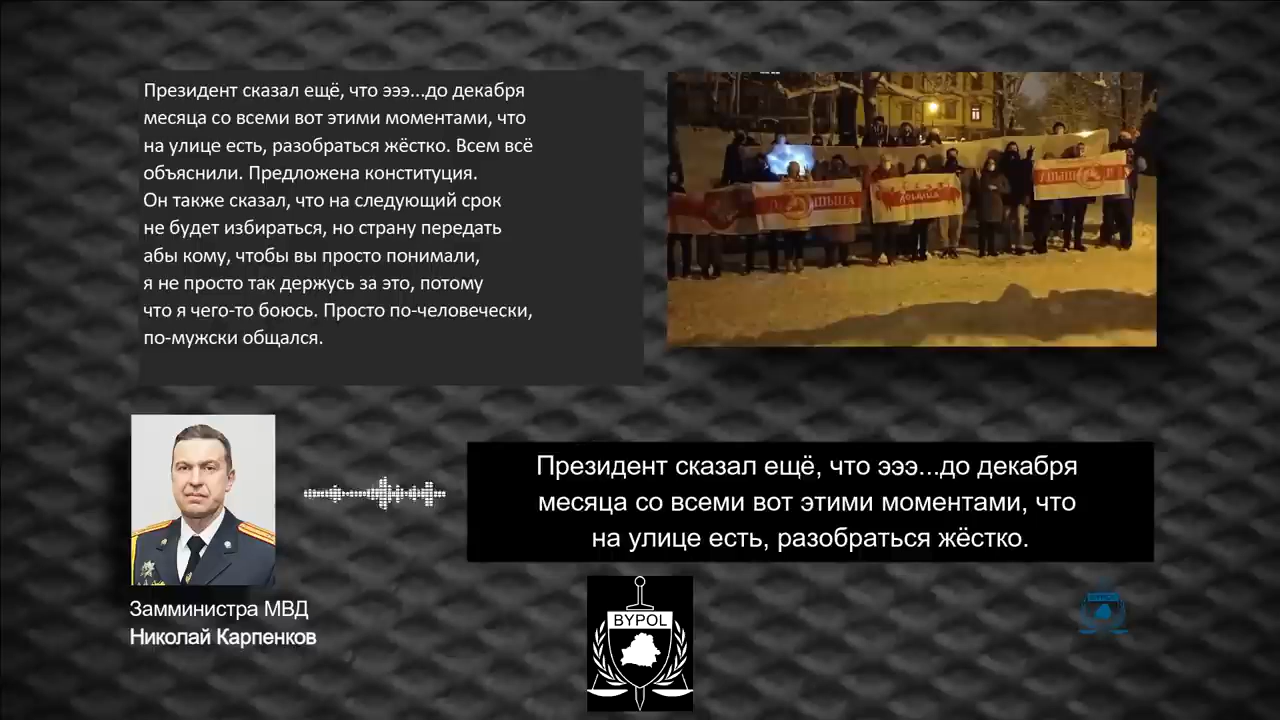 Президент сказал ещё, что эээ...до декабря
месяца со всеми вот этими моментами, что
на улице есть, разобраться жёстко. Всем всё
объяснили. Предложена конституция.
Он также сказал, что на следующий срок
не будет избираться, но страну передать
абы кому, чтобы вы просто понимали,
я не просто так держусь за это, потому
что я чего-то боюсь. Просто по-человечески,
по-мужски общался.
Президент сказал ещё, что эээ...до декабря
месяца со всеми вот этими моментами, что
на улице есть, разобраться жёстко.
Замминистра МВД
Николай Карпенков
BYPOL
BYPOL